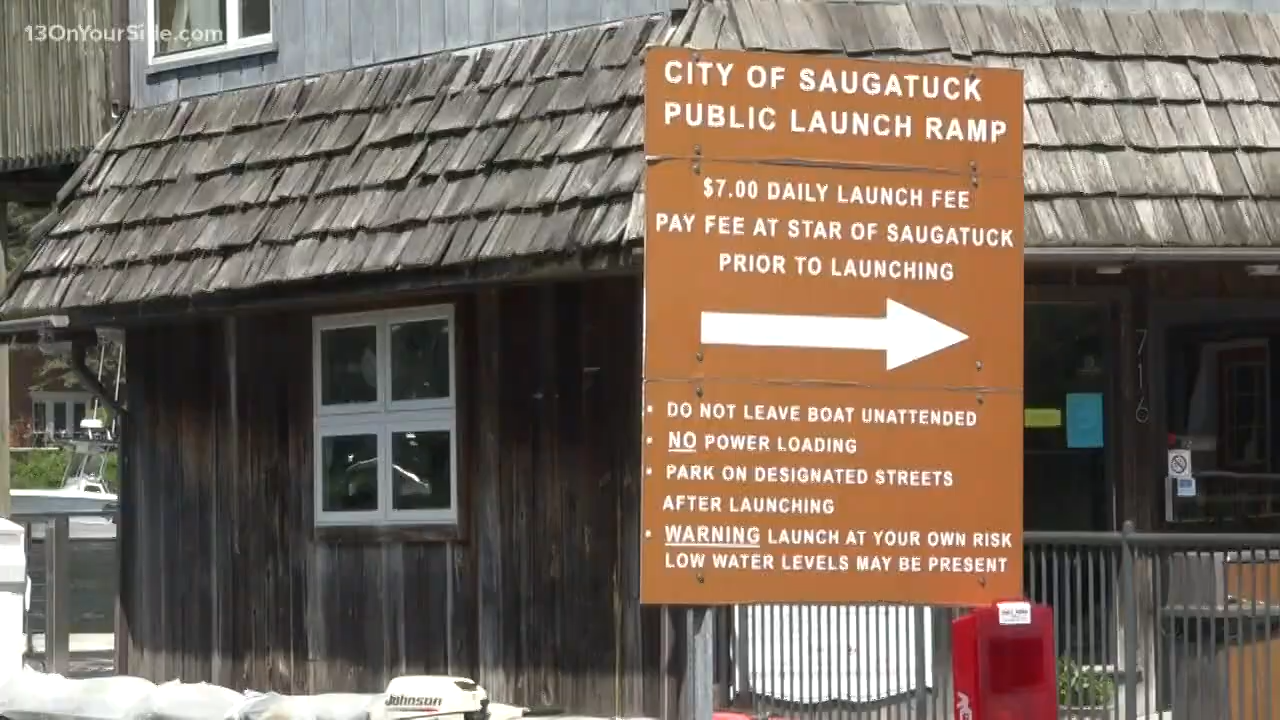 13OnYourSide.com
CITY OF SAUGATUCK
PUBLIC LAUNCH RAMP
$7.00 DAILY LAUNCH FEE
PAY FEE AT STAR OF SAUGATUCK
PRIOR TO LAUNCHING
• DO NOT LEAVE BOAT UNATTENDED
• NO POWER LOADING
• PARK ON DESIGNATED STREETS
AFTER LAUNCHING
• WARNING LAUNCH AT YOUR OWN RISK
LOW WATER LEVELS MAY BE PRESENT
716
Johnson